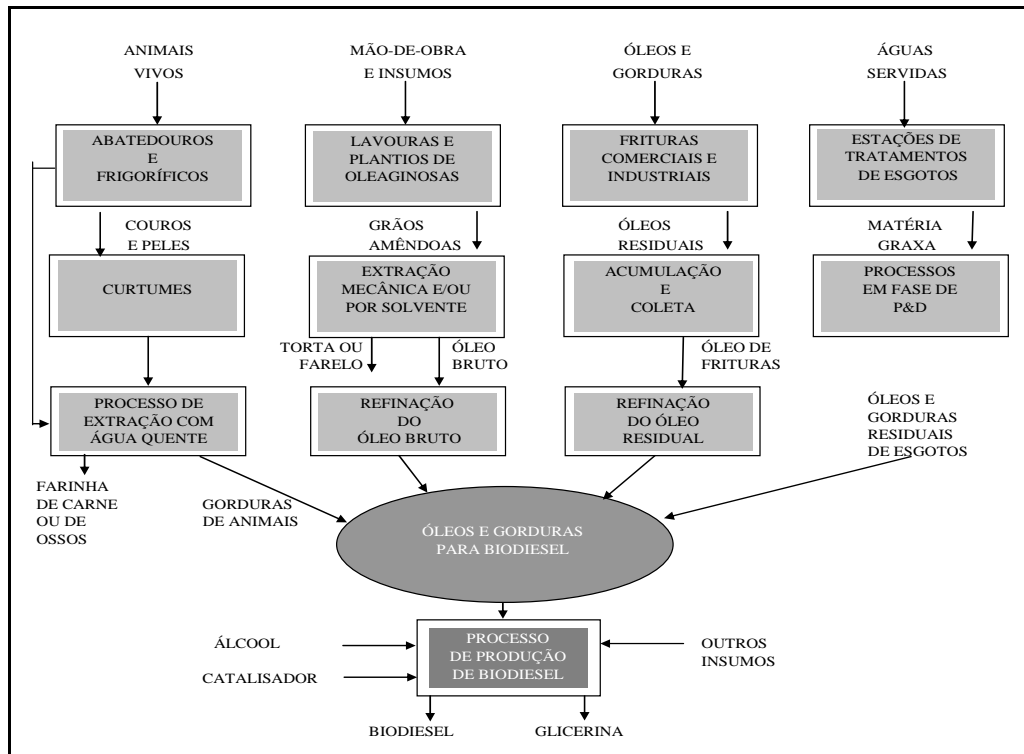 ANIMAIS
VIVOS
MÃO-DE-OBRA
E INSUMOS
ÓLEOS E
GORDURAS
ÁGUAS
SERVIDAS
ABATEDOUROS
E
FRIGORÍFICOS
LAVOURAS E
PLANTIOS DE
OLEAGINOSAS
FRITURAS
COMERCIAIS E
INDUSTRIAIS
ESTAÇÕES DE
TRATAMENTOS
DE ESGOTOS
COUROS
E PELES
GRÃOS
AMÊNDOAS
ÓLEOS
RESIDUAIS
MATÉRIA
GRAXA
CURTUMES
EXTRAÇÃO
MECÂNICA E/OU
POR SOLVENTE
ACUMULAÇÃO
E
COLETA
PROCESSOS
EM FASE DE
P&D
TORTA OU
FARELO
ÓLEO
BRUTO
ÓLEO DE
FRITURAS
PROCESSO DE
EXTRAÇÃO COM
ÁGUA QUENTE
REFINAÇÃO
DO
ÓLEO BRUTO
REFINAÇÃO
DO ÓLEO
RESIDUAL
ÓLEOS E
GORDURAS
RESIDUAIS
DE ESGOTOS
FARINHA
DE CARNE
OU DE
OSSOS
GORDURAS
DE ANIMAIS
ÓLEOS E GORDURAS
PARA BIODIESEL
ÁLCOOL
CATALISADOR
PROCESSO
DE PRODUÇÃO
DE BIODIESEL
OUTROS
INSUMOS
BIODIESEL
GLICERINA